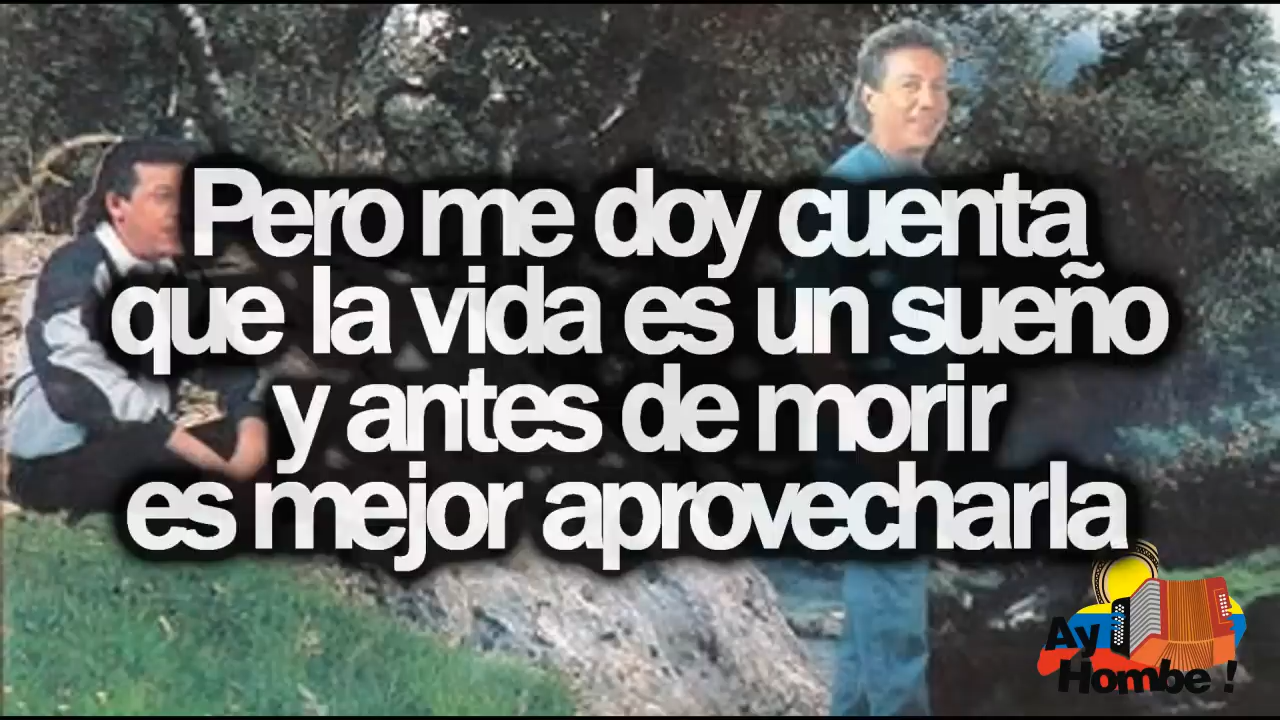 Pero me doy cuenta
que la vida es un sueño
y antes de morir
es mejor aprovecharla
Ay
Hombe !